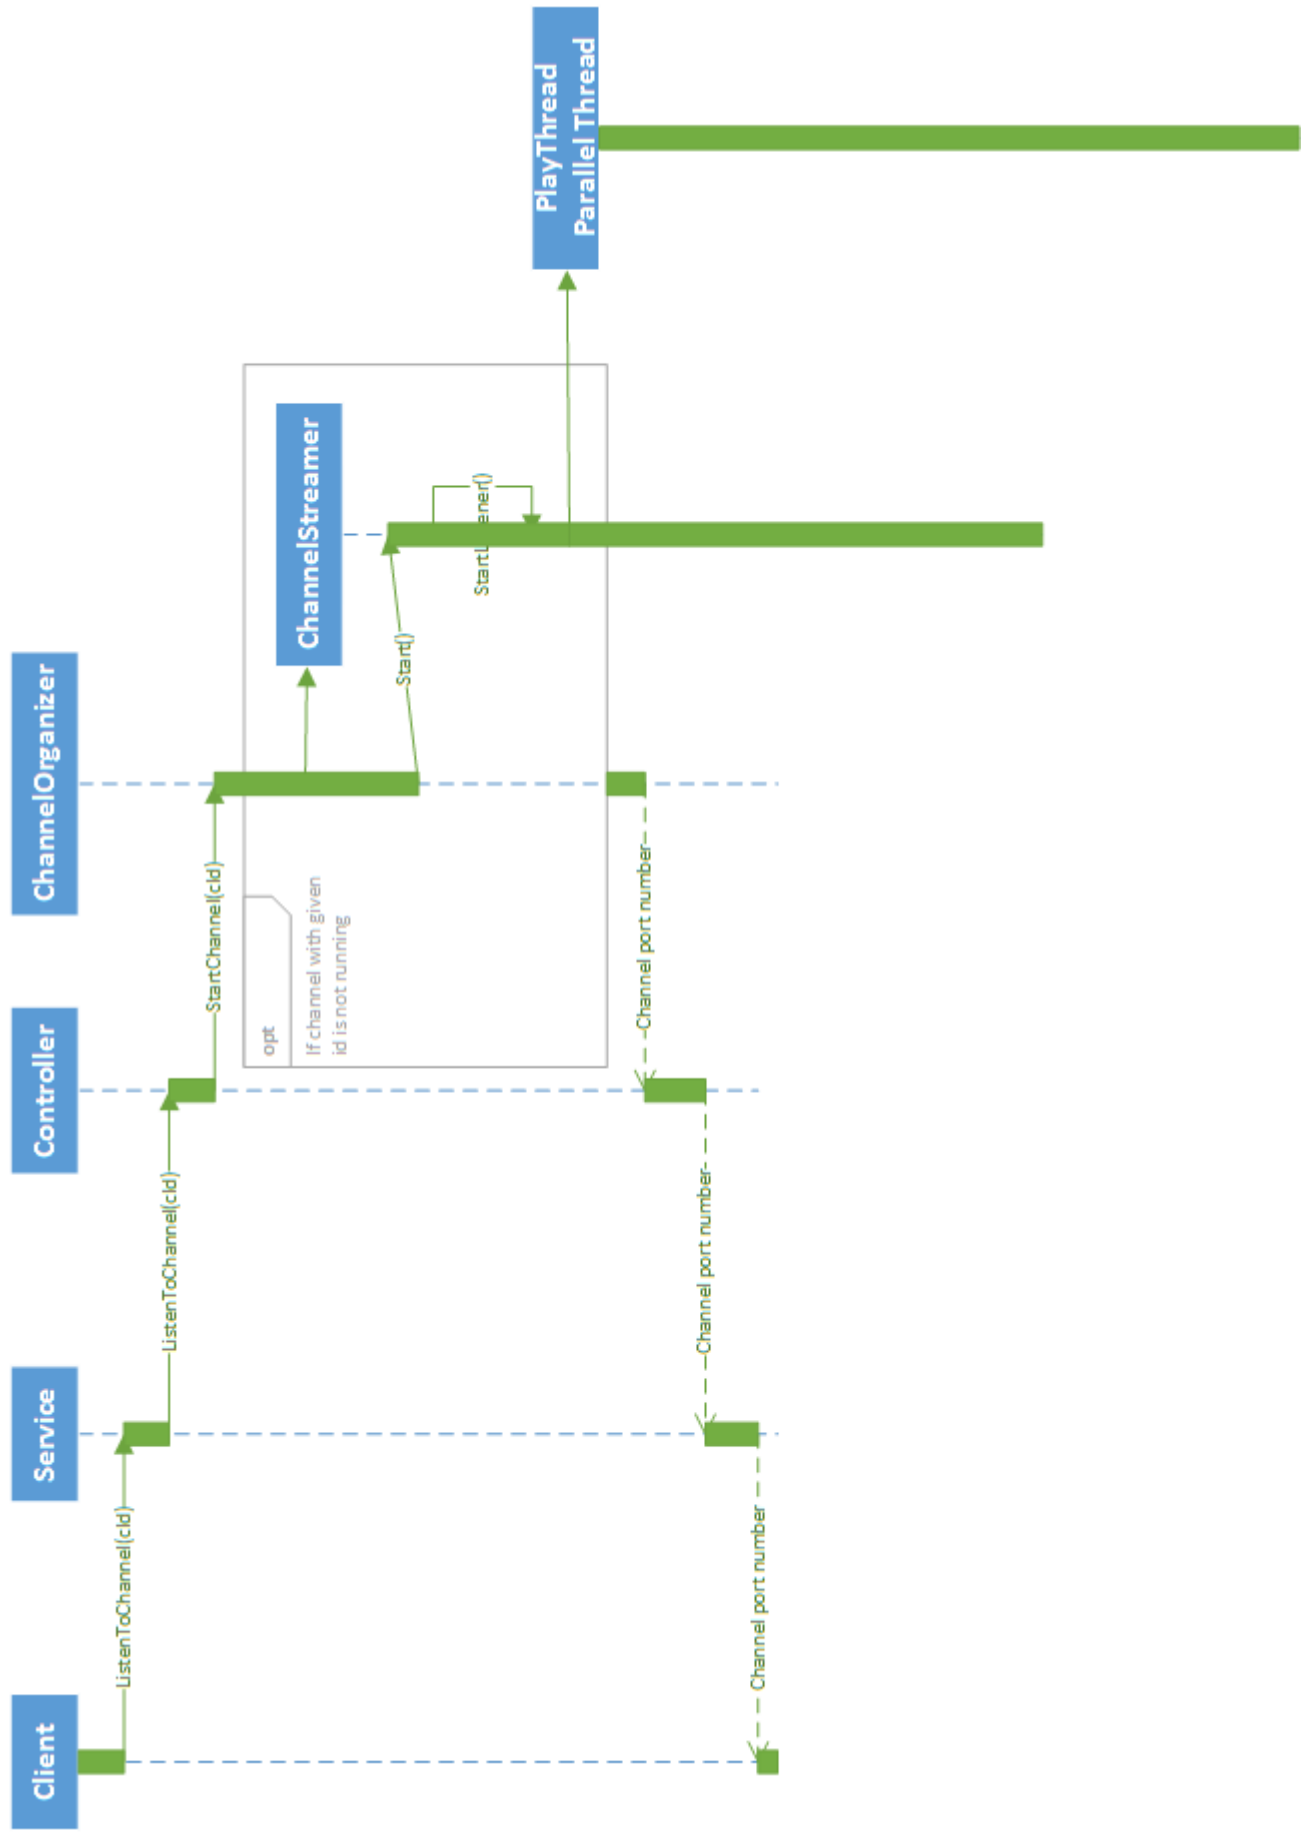 Client
Service
Controller
ChannelOrganizer
ListenToChannel(cId)
ListenToChannel(cId)
StartChannel(cId)
opt
If channel with given
id is not running
ChannelStreamer
Start()
PlayThread
Parallel Thread
Channel port number
Channel port number
Channel port number